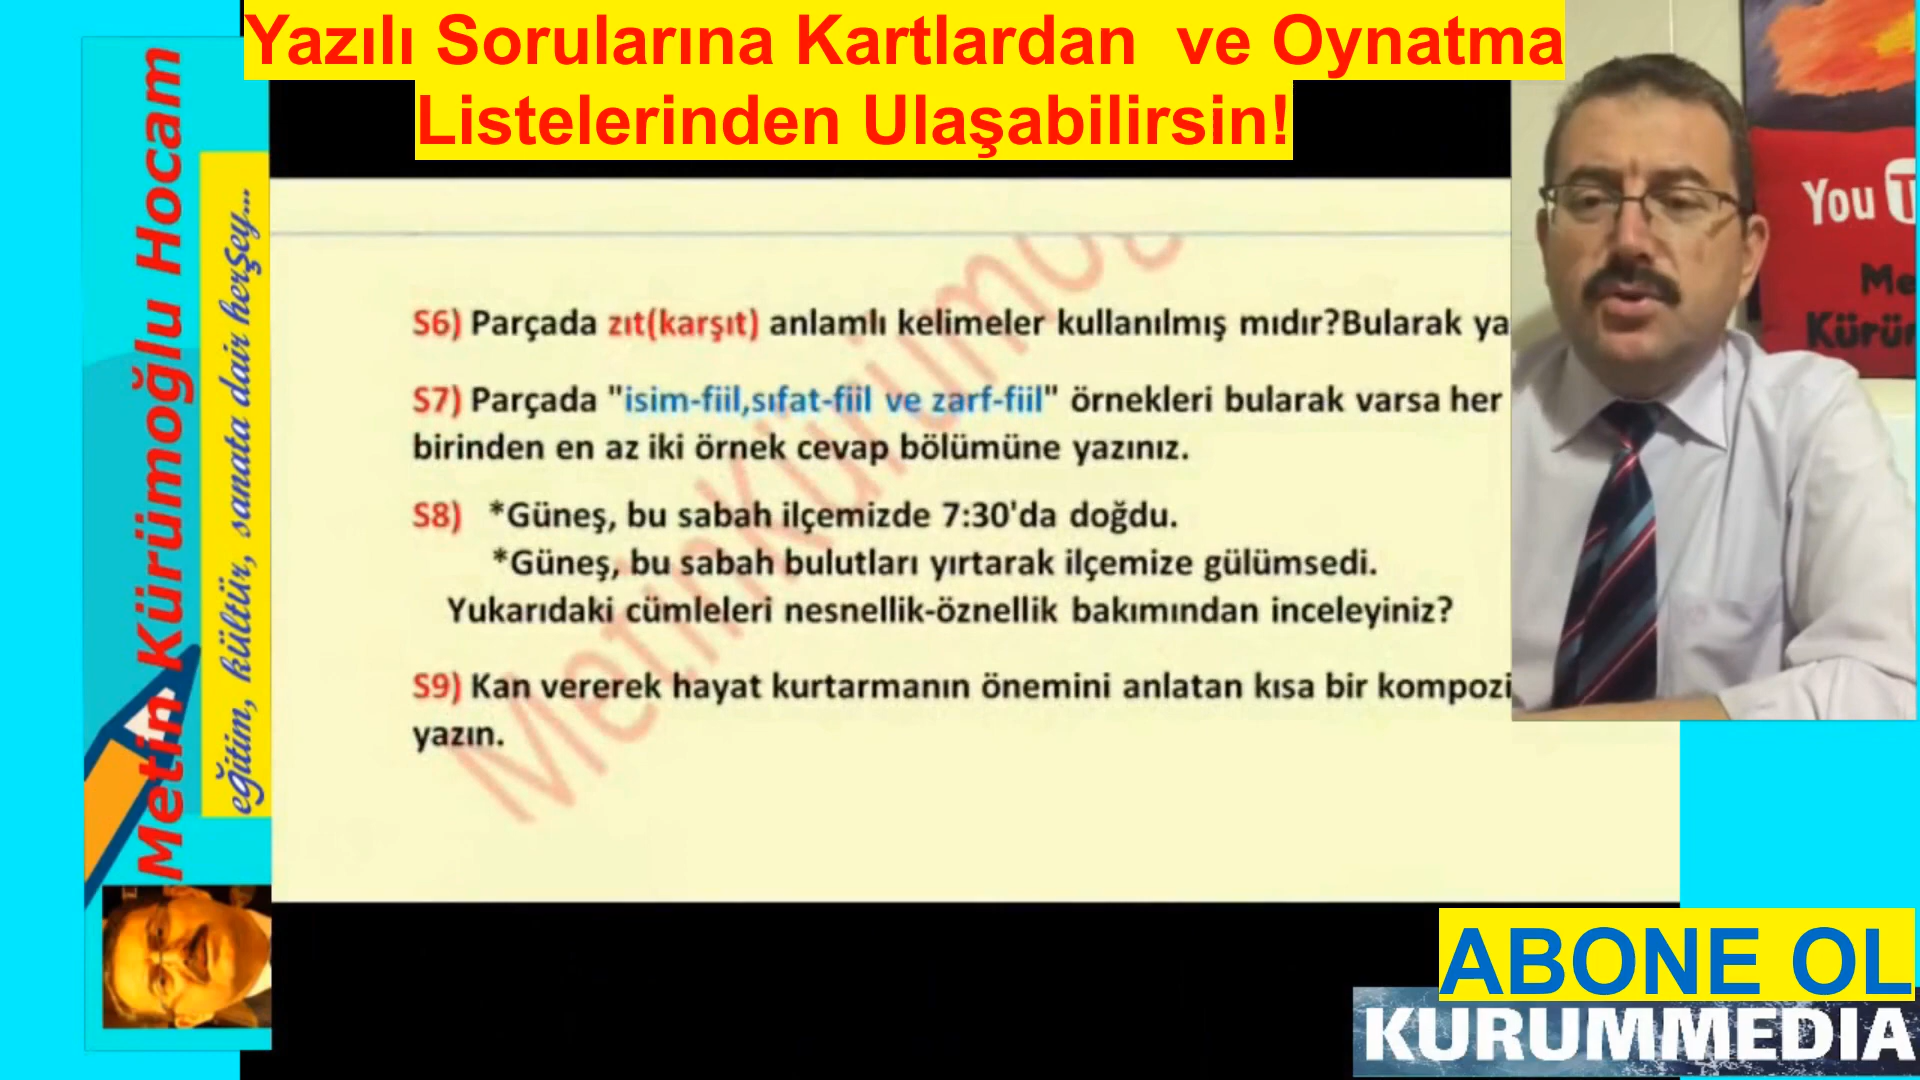 Yazılı Sorularına Kartlardan ve Oynatma
Listelerinden Ulaşabilirsin!
Metin Kürümoğlu Hocam
eğitim, kültür, sanata dair herşey...
S6) Parçada zıt(karşıt) anlamlı kelimeler kullanılmış mıdır?Bularak ya
S7) Parçada "isim-fiil,sıfat-fiil ve zarf-fiil" örnekleri bularak varsa her
birinden en az iki örnek cevap bölümüne yazınız.
S8) *Güneş, bu sabah ilçemizde 7:30'da doğdu.
*Güneş, bu sabah bulutları yırtarak ilçemize gülümsedi.
Yukarıdaki cümleleri nesnellik-öznellik bakımından inceleyiniz?
S9) Kan vererek hayat kurtarmanın önemini anlatan kısa bir kompozi
yazın.
MetinKürümoğ
You T
Me
Kürür
ABONE OL
KURUMMEDIA